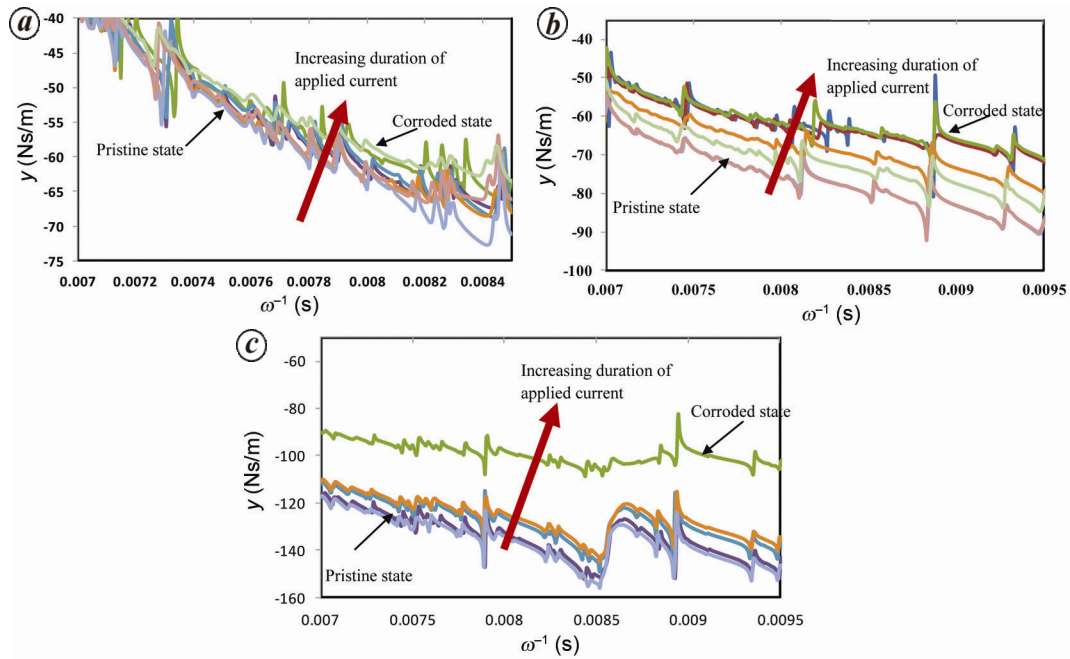 a
-40
-45
-50
-55
-60
-65
-70
-75
y (Ns/m)
Increasing duration of
applied current
Corroded state
Pristine state
0.007 0.0072 0.0074 0.0076 0.0078 0.008 0.0082 0.0084
ω⁻¹ (s)
b
-40
-50
-60
-70
-80
-90
-100
y (Ns/m)
Increasing duration of
applied current
Corroded state
Pristine state
0.007 0.0075 0.008 0.0085 0.009 0.0095
ω⁻¹ (s)
c
-60
-80
-100
-120
-140
-160
y (Ns/m)
Increasing duration of
applied current
Corroded state
Pristine state
0.007 0.0075 0.008 0.0085 0.009 0.0095
ω⁻¹ (s)